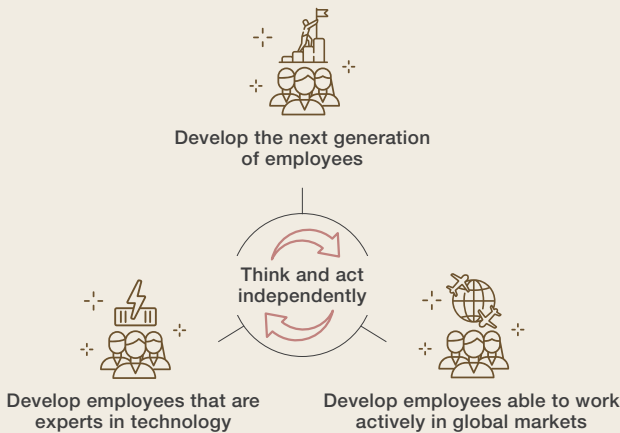 Develop the next generation
of employees
Think and act
independently
Develop employees that are
experts in technology
Develop employees able to work
actively in global markets